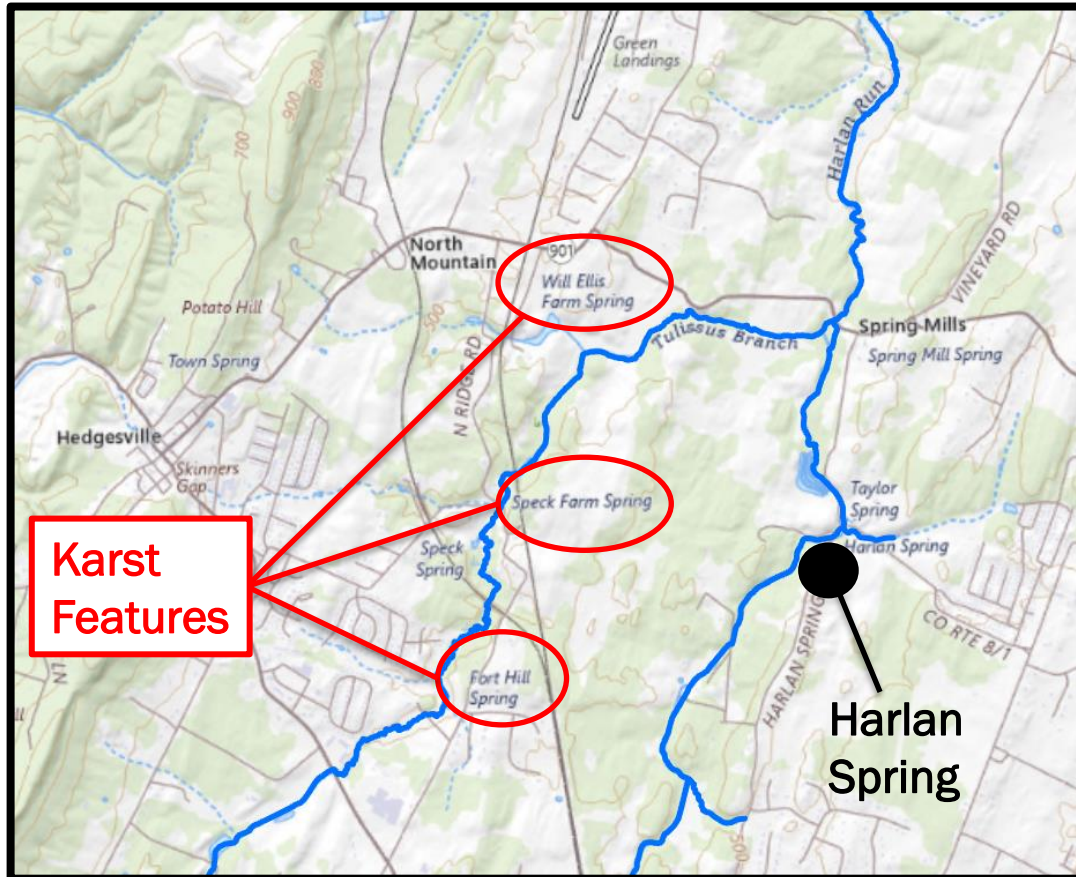 Green
Landings
Harlan Run
900
800
700
North
Mountain
901
Will Ellis
Farm Spring
VINEYARD RD
Potato Hill
500
Tulissus Branch
Spring Mills
Spring Mill Spring
Town Spring
N RIDGE RD
Hedgesville
Skinners
Gap
Speck Farm Spring
Taylor
Spring
Karst
Features
Speck
Spring
Harlan Spring
CO RTE 8/1
HARLAN SPRING
Fort Hill
Spring
Harlan
Spring
500